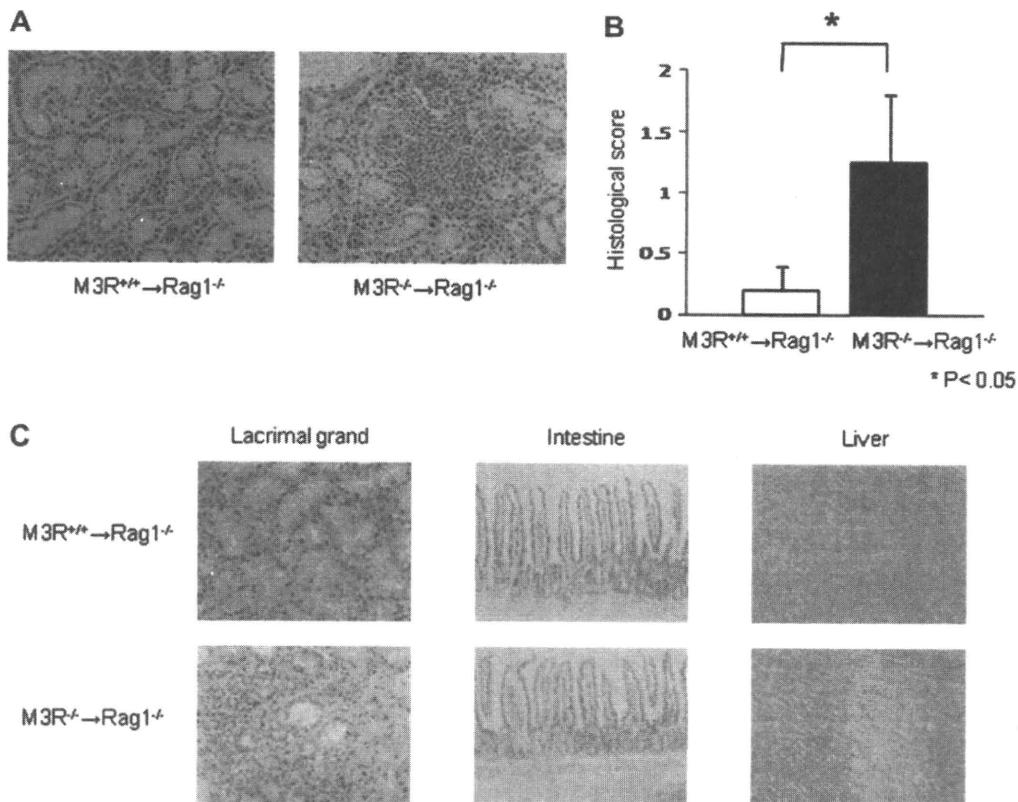 A
M3R+/+→Rag1-/-
M3R-/-→Rag1-/-
B
*
Histological score
2
1.5
1
0.5
0
M3R+/+→Rag1-/-
M3R-/-→Rag1-/-
* P< 0.05
C
Lacrimal grand
Intestine
Liver
M3R+/+→Rag1-/-
M3R-/-→Rag1-/-